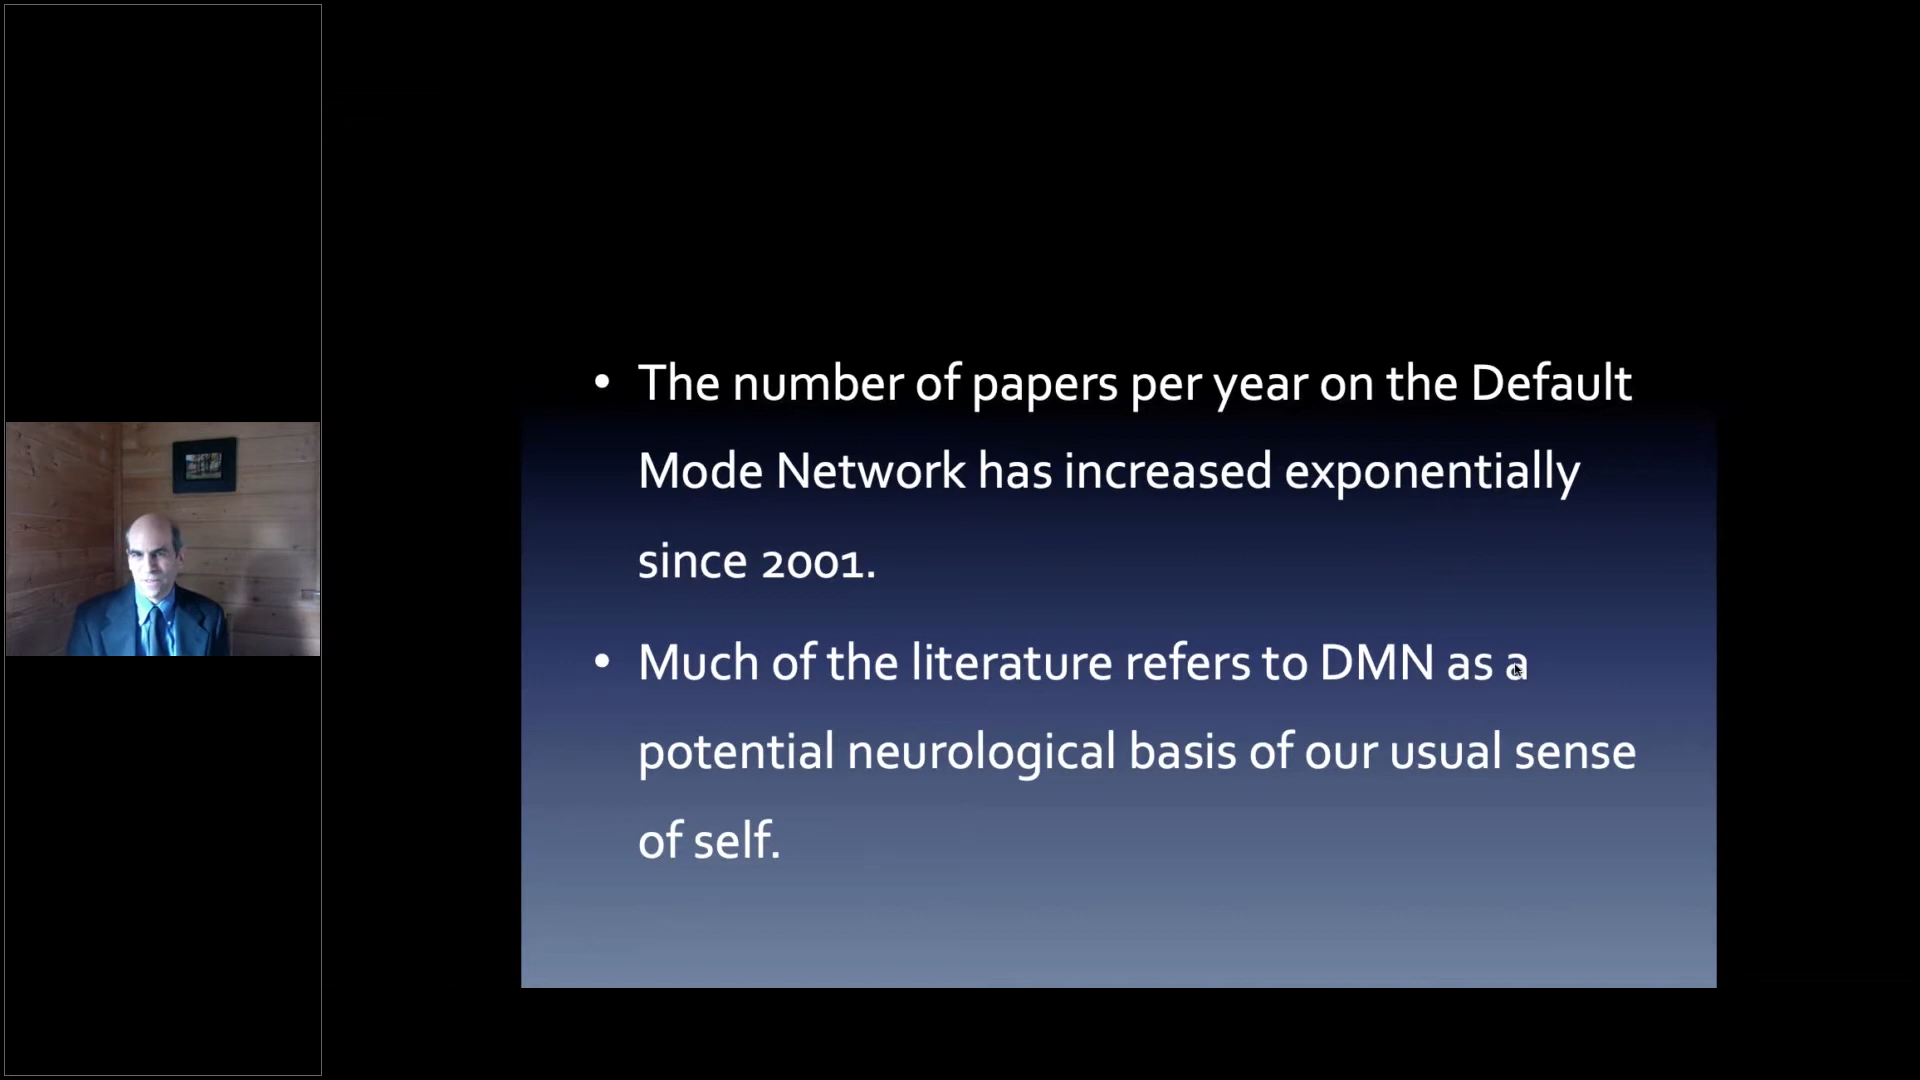 • The number of papers per year on the Default
Mode Network has increased exponentially
since 2001.
• Much of the literature refers to DMN as a
potential neurological basis of our usual sense
of self.